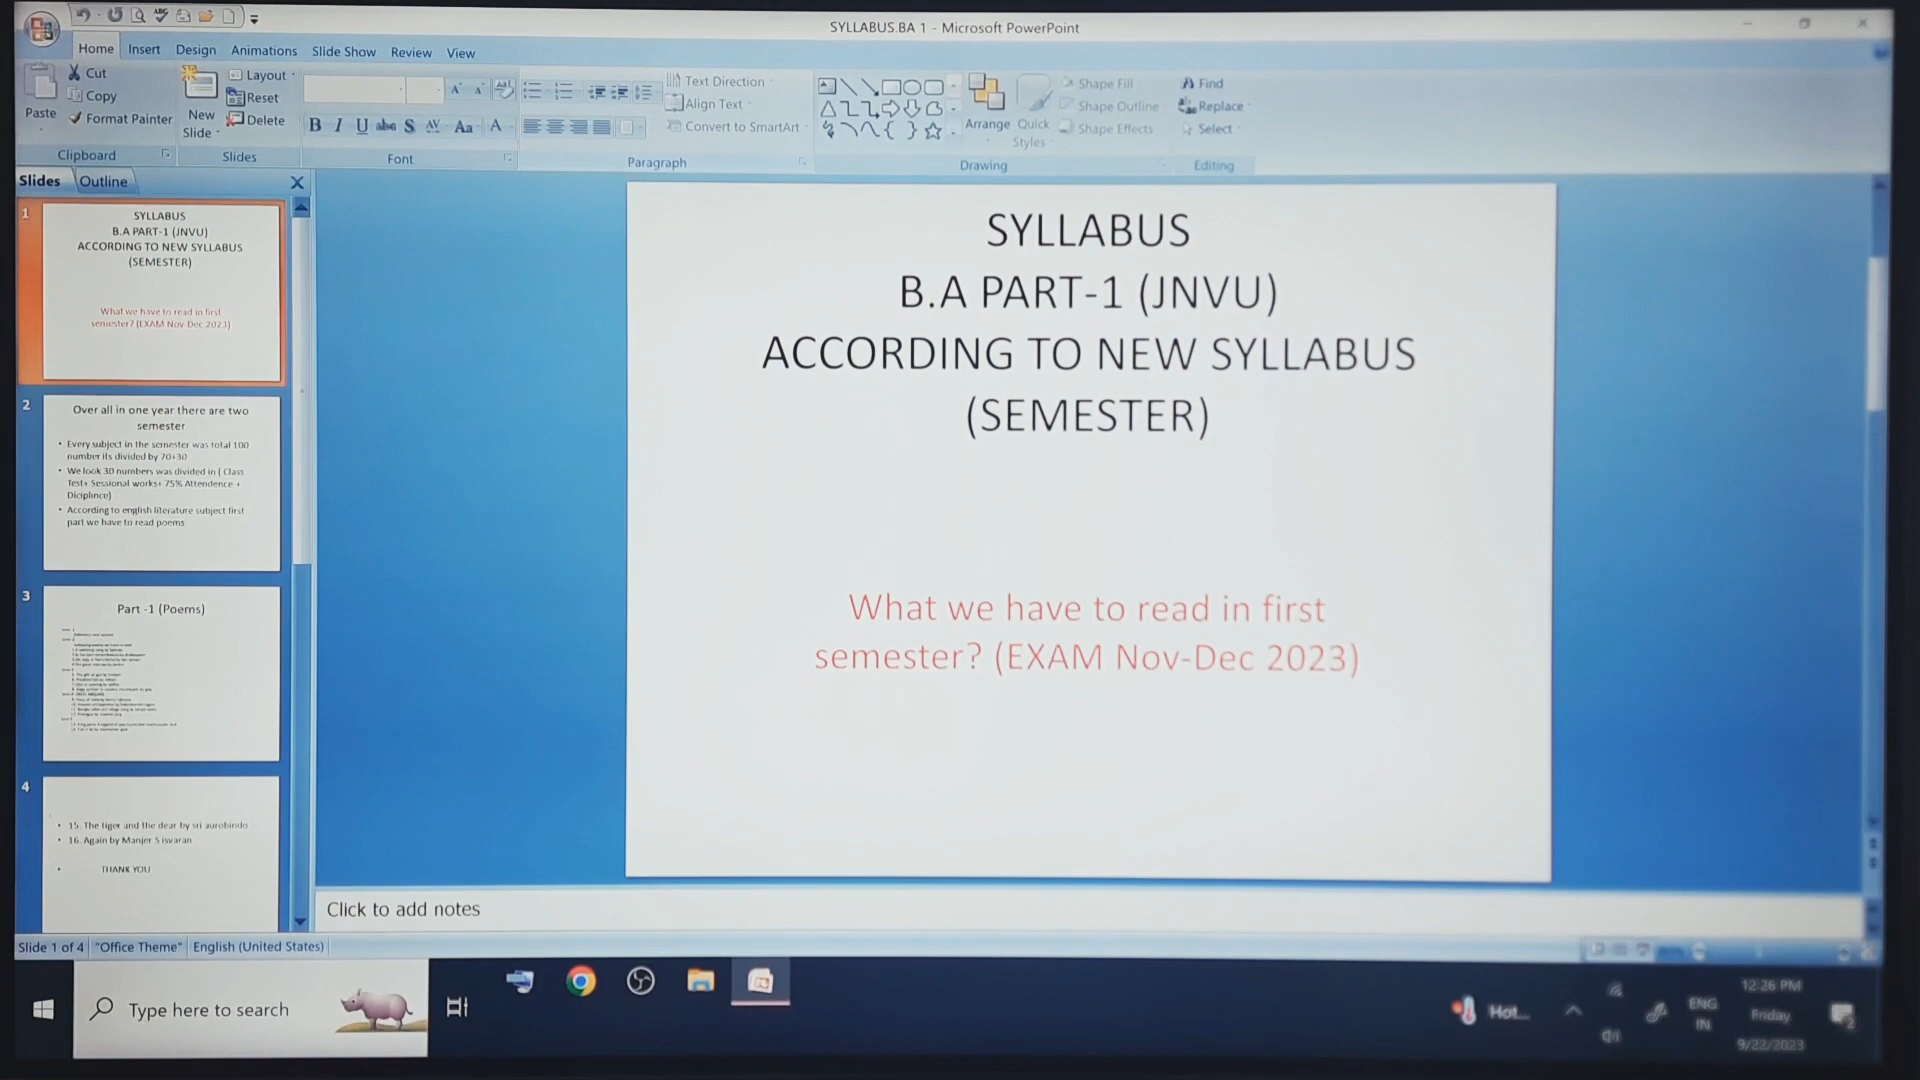 SYLLABUS.BA 1 - Microsoft PowerPoint
Home Insert Design Animations Slide Show Review View
Paste
Cut
Copy
Format Painter
Clipboard
New
Slide
Layout
Reset
Delete
Slides
Font
Text Direction
Align Text
Convert to SmartArt
Paragraph
Arrange
Quick
Styles
Shape Fill
Shape Outline
Shape Effects
Drawing
Find
Replace
Select
Editing
Slides Outline
1
SYLLABUS
B.A PART-1 (JNVU)
ACCORDING TO NEW SYLLABUS
(SEMESTER)
What we have to read in first
semester? (EXAM Nov-Dec 2023)
2
Over all in one year there are two
semester
• Every subject in the semester was total 100
number its divided by 70+30
• We look 30 numbers was divided in ( Class
Test+ Sessional works+ 75% Attendence +
Diciplince)
• According to english literature subject first
part we have to read poems
3
Part -1 (Poems)
4
• 15. The tiger and the dear by sri aurobindo
• 16. Again by Manjer S isvaran
• THANK YOU
SYLLABUS
B.A PART-1 (JNVU)
ACCORDING TO NEW SYLLABUS
(SEMESTER)
What we have to read in first
semester? (EXAM Nov-Dec 2023)
Click to add notes
Slide 1 of 4 "Office Theme" English (United States)
Type here to search
Hot...
ENG
IN
12:26 PM
Friday
9/22/2023
2